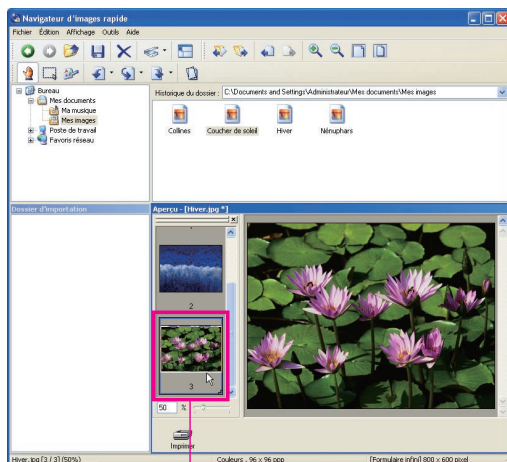 Navigateur d'images rapide
Fichier Édition Affichage Outils Aide
Bureau
Mes documents
Ma musique
Mes images
Poste de travail
Favoris réseau
Historique du dossier : C:\Documents and Settings\Administrateur\Mes documents\Mes images
Collines Coucher de soleil Hiver Nénuphars
Dossier d'importation
Aperçu - [Hiver.jpg *]
2
3
50 %
Imprimer
Hiver.jpg [3 / 3] (50%) Couleurs , 96 x 96 ppp [Formulaire infini] 800 x 600 pixel